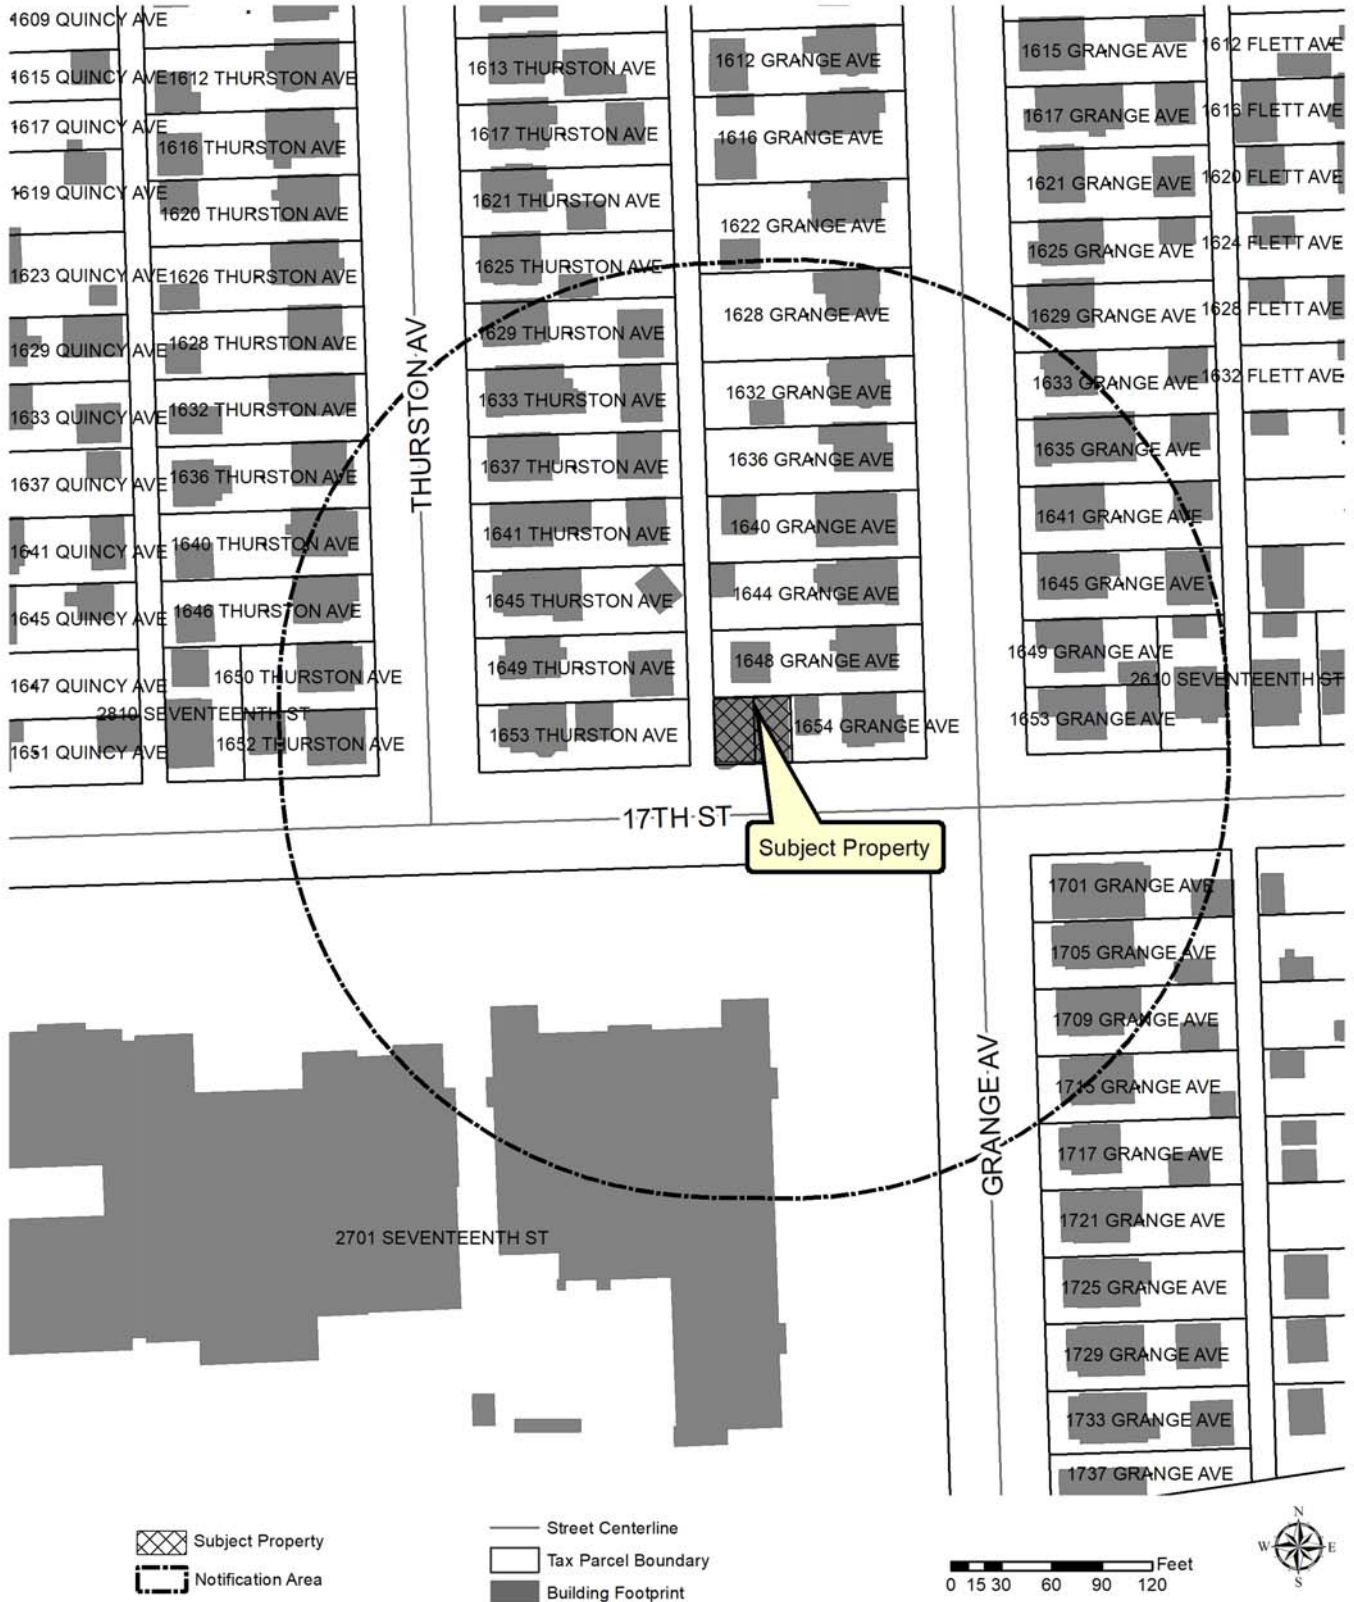 1609 QUINCY AVE
1615 QUINCY AVE
1617 QUINCY AVE
1619 QUINCY AVE
1623 QUINCY AVE
1629 QUINCY AVE
1633 QUINCY AVE
1637 QUINCY AVE
1641 QUINCY AVE
1645 QUINCY AVE
1647 QUINCY AVE
1651 QUINCY AVE
1612 THURSTON AVE
1616 THURSTON AVE
1620 THURSTON AVE
1626 THURSTON AVE
1628 THURSTON AVE
1632 THURSTON AVE
1636 THURSTON AVE
1640 THURSTON AVE
1646 THURSTON AVE
1650 THURSTON AVE
2810 SEVENTEENTH ST
1652 THURSTON AVE
THURSTON AV
1613 THURSTON AVE
1617 THURSTON AVE
1621 THURSTON AVE
1625 THURSTON AVE
1629 THURSTON AVE
1633 THURSTON AVE
1637 THURSTON AVE
1641 THURSTON AVE
1645 THURSTON AVE
1649 THURSTON AVE
1653 THURSTON AVE
1612 GRANGE AVE
1616 GRANGE AVE
1622 GRANGE AVE
1628 GRANGE AVE
1632 GRANGE AVE
1636 GRANGE AVE
1640 GRANGE AVE
1644 GRANGE AVE
1648 GRANGE AVE
1654 GRANGE AVE
1615 GRANGE AVE
1617 GRANGE AVE
1621 GRANGE AVE
1625 GRANGE AVE
1629 GRANGE AVE
1633 GRANGE AVE
1635 GRANGE AVE
1641 GRANGE AVE
1645 GRANGE AVE
1649 GRANGE AVE
2610 SEVENTEENTH ST
1653 GRANGE AVE
1612 FLETT AVE
1616 FLETT AVE
1620 FLETT AVE
1624 FLETT AVE
1628 FLETT AVE
1632 FLETT AVE
17TH ST
Subject Property
1701 GRANGE AVE
1705 GRANGE AVE
1709 GRANGE AVE
1715 GRANGE AVE
1717 GRANGE AVE
1721 GRANGE AVE
1725 GRANGE AVE
1729 GRANGE AVE
1733 GRANGE AVE
1737 GRANGE AVE
GRANGE AV
2701 SEVENTEENTH ST
Subject Property
Notification Area
Street Centerline
Tax Parcel Boundary
Building Footprint
Feet
0 15 30 60 90 120
N
W E
S